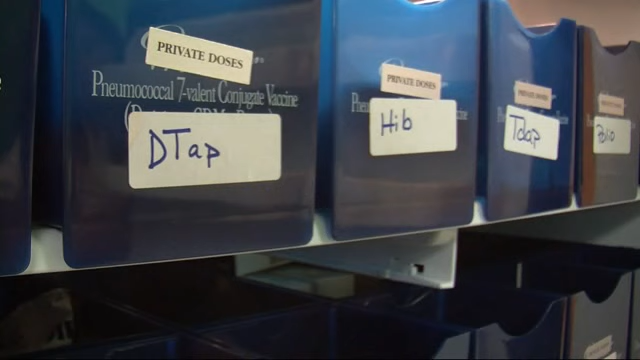 PRIVATE DOSES
Pneumococcal 7-valent Conjugate Vaccine
DTap
PRIVATE DOSES
Hib
PRIVATE DOSES
Tdap
Polio